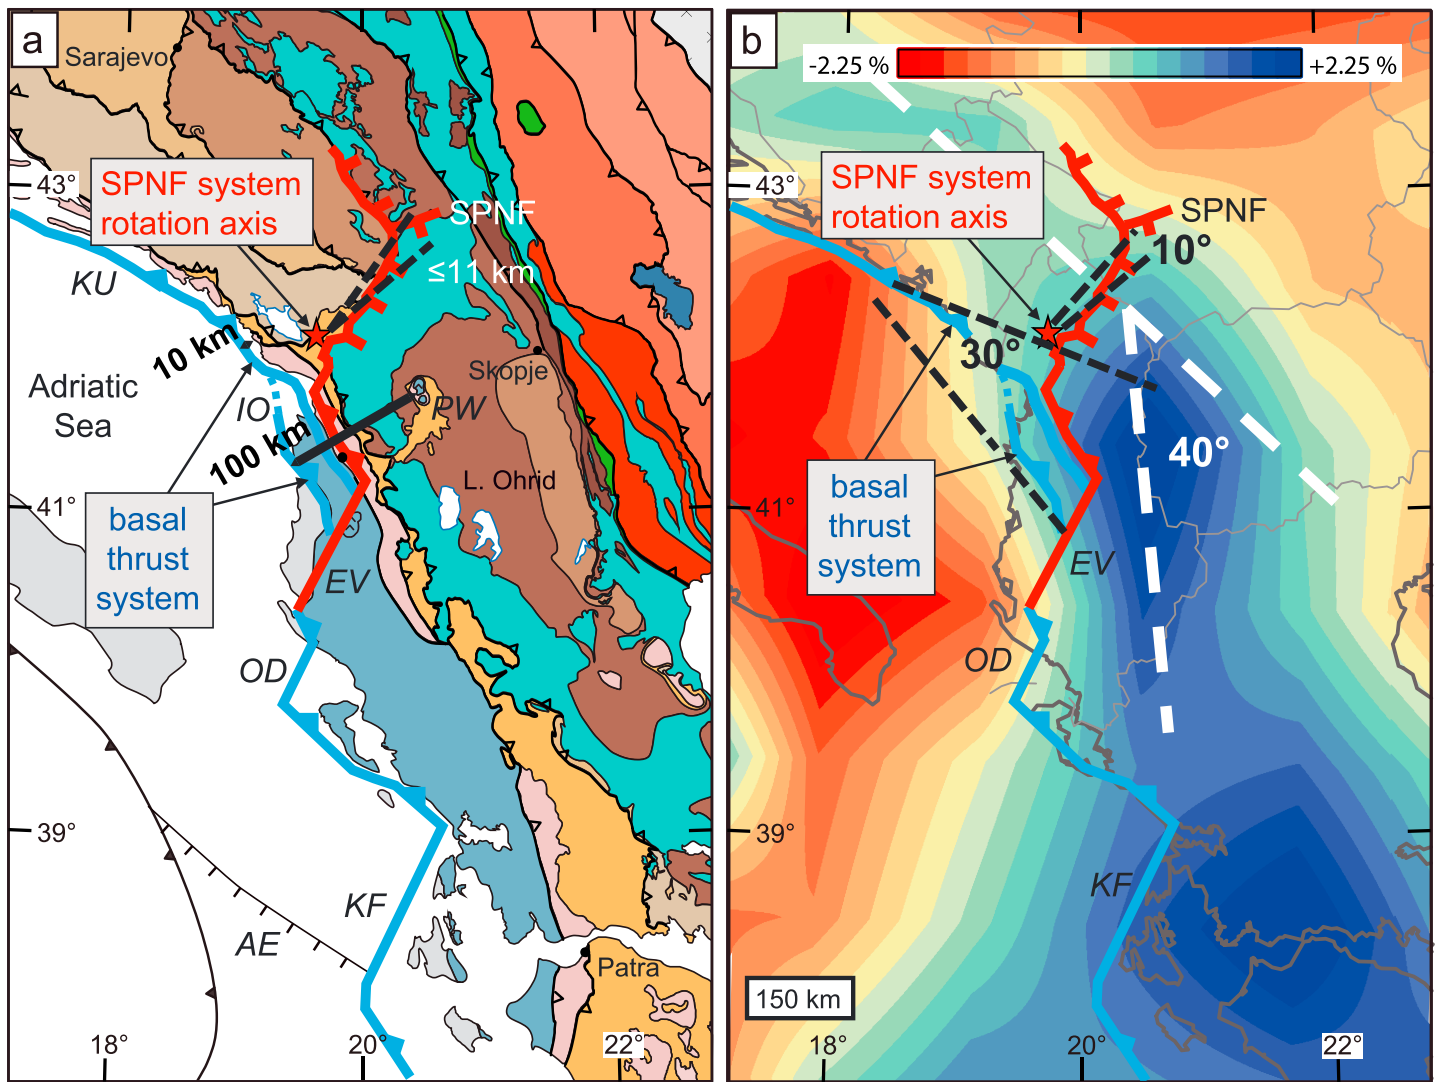 a
Sarajevo
43°
SPNF system
rotation axis
SPNF
≤11 km
KU
10 km
Adriatic
Sea
IO
Skopje
PW
100 km
L. Ohrid
41°
basal
thrust
system
EV
OD
39°
KF
AE
Patra
18°
20°
22°
b
-2.25 %
+2.25 %
43°
SPNF system
rotation axis
SPNF
10°
30°
40°
basal
thrust
system
41°
EV
OD
39°
KF
150 km
18°
20°
22°